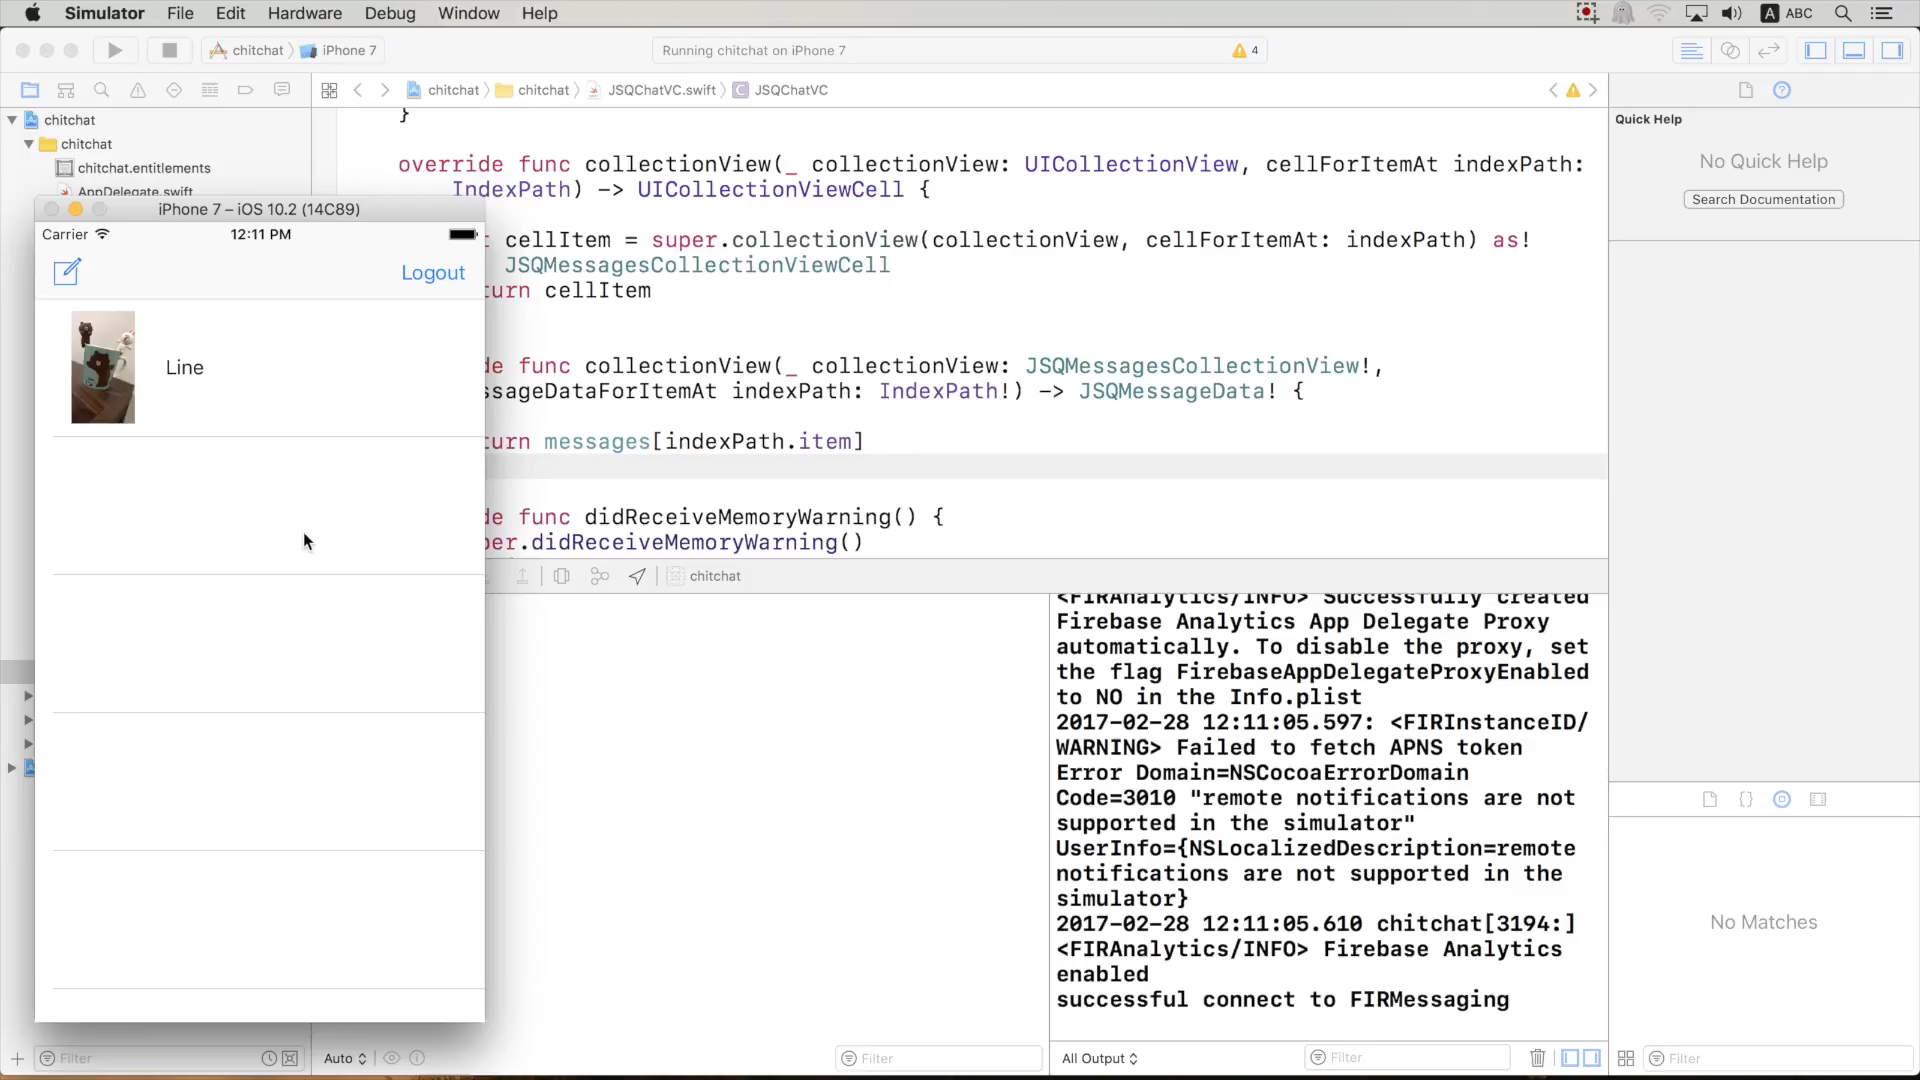 Simulator File Edit Hardware Debug Window Help
A ABC
chitchat iPhone 7
Running chitchat on iPhone 7
4
chitchat chitchat JSQChatVC.swift C JSQChatVC
Quick Help
No Quick Help
Search Documentation
chitchat
chitchat
chitchat.entitlements
AppDelegate.swift
iPhone 7 – iOS 10.2 (14C89)
Carrier 12:11 PM
Logout
Line
}
override func collectionView(_ collectionView: UICollectionView, cellForItemAt indexPath:
IndexPath) -> UICollectionViewCell {
cellItem = super.collectionView(collectionView, cellForItemAt: indexPath) as!
JSQMessagesCollectionViewCell
turn cellItem
de func collectionView(_ collectionView: JSQMessagesCollectionView!,
ssageDataForItemAt indexPath: IndexPath!) -> JSQMessageData! {
turn messages[indexPath.item]
de func didReceiveMemoryWarning() {
per.didReceiveMemoryWarning()
chitchat
<FIRAnalytics/INFO> Successfully created
Firebase Analytics App Delegate Proxy
automatically. To disable the proxy, set
the flag FirebaseAppDelegateProxyEnabled
to NO in the Info.plist
2017-02-28 12:11:05.597: <FIRInstanceID/
WARNING> Failed to fetch APNS token
Error Domain=NSCocoaErrorDomain
Code=3010 "remote notifications are not
supported in the simulator"
UserInfo={NSLocalizedDescription=remote
notifications are not supported in the
simulator}
2017-02-28 12:11:05.610 chitchat[3194:]
<FIRAnalytics/INFO> Firebase Analytics
enabled
successful connect to FIRMessaging
No Matches
Filter
Auto
Filter
All Output
Filter
Filter